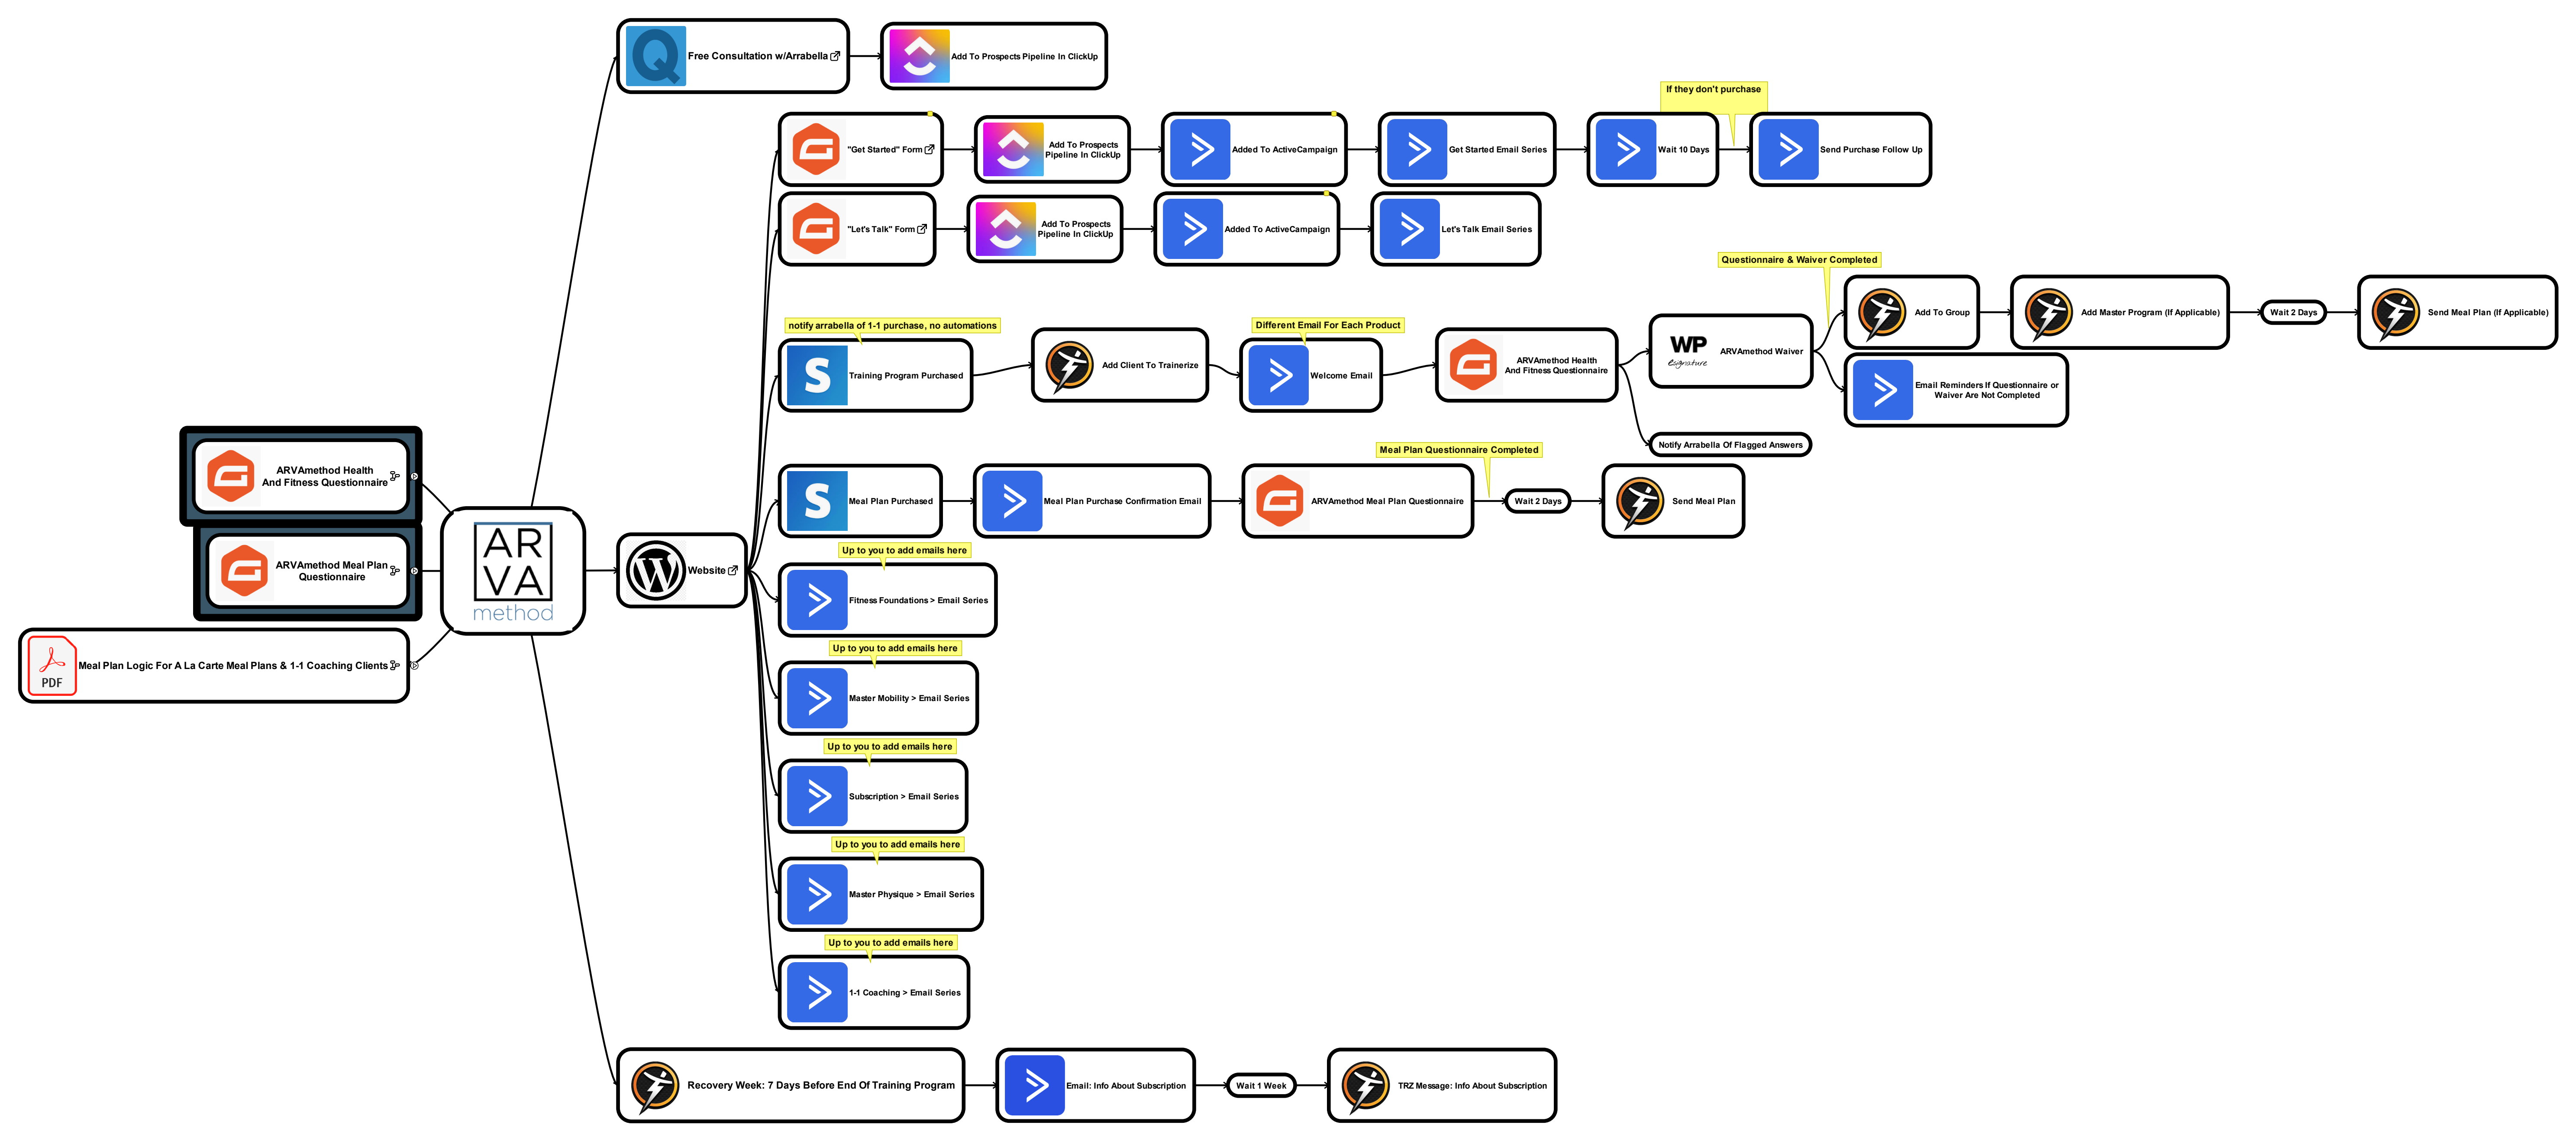 Free Consultation w/Arrabella
Add To Prospects Pipeline In ClickUp
If they don't purchase
"Get Started" Form
Add To Prospects
Pipeline In ClickUp
Added To ActiveCampaign
Get Started Email Series
Wait 10 Days
Send Purchase Follow Up
"Let's Talk" Form
Add To Prospects
Pipeline In ClickUp
Added To ActiveCampaign
Let's Talk Email Series
Questionnaire & Waiver Completed
Add To Group
Add Master Program (If Applicable)
Wait 2 Days
Send Meal Plan (If Applicable)
notify arrabella of 1-1 purchase, no automations
Different Email For Each Product
S
Training Program Purchased
Add Client To Trainerize
Welcome Email
ARVAmethod Health
And Fitness Questionnaire
WP
esignature
ARVAmethod Waiver
Email Reminders If Questionnaire or
Waiver Are Not Completed
Notify Arrabella Of Flagged Answers
Meal Plan Questionnaire Completed
S
Meal Plan Purchased
Meal Plan Purchase Confirmation Email
ARVAmethod Meal Plan Questionnaire
Wait 2 Days
Send Meal Plan
ARVAmethod Health
And Fitness Questionnaire
ARVAmethod Meal Plan
Questionnaire
PDF
Meal Plan Logic For A La Carte Meal Plans & 1-1 Coaching Clients
AR
VA
method
Website
Up to you to add emails here
Fitness Foundations > Email Series
Up to you to add emails here
Master Mobility > Email Series
Up to you to add emails here
Subscription > Email Series
Up to you to add emails here
Master Physique > Email Series
Up to you to add emails here
1-1 Coaching > Email Series
Recovery Week: 7 Days Before End Of Training Program
Email: Info About Subscription
Wait 1 Week
TRZ Message: Info About Subscription